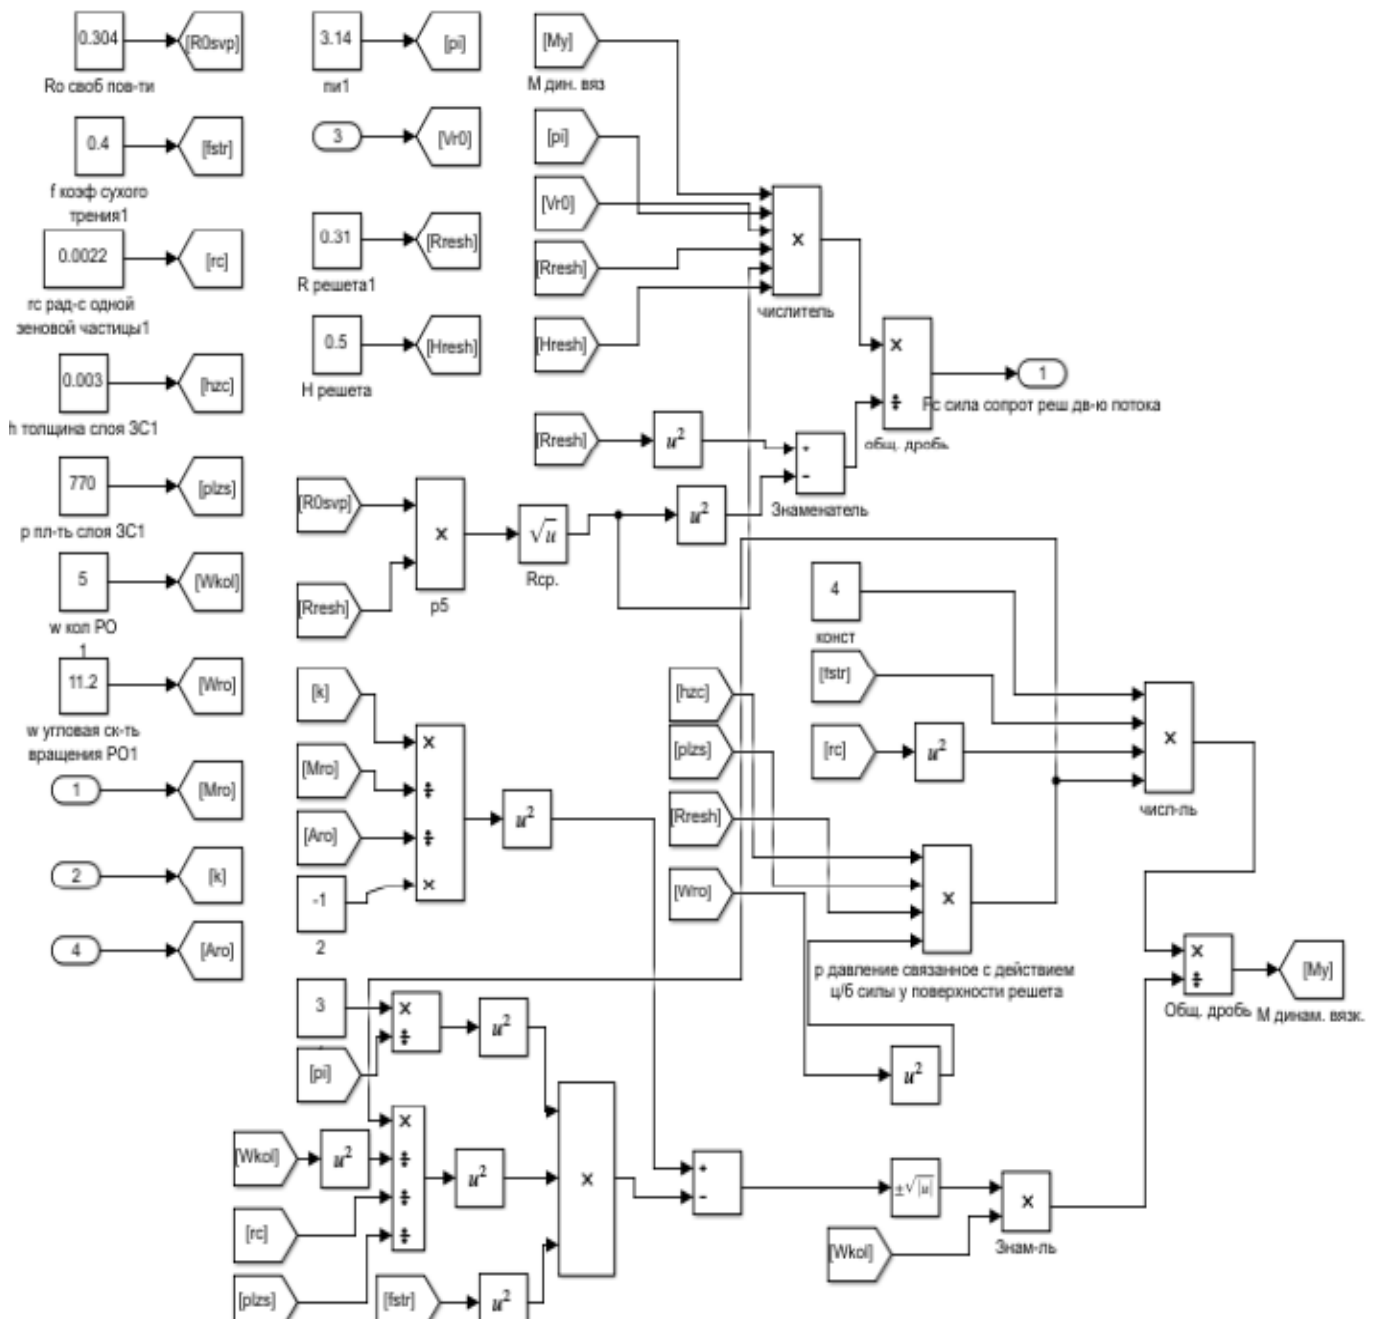 0.304
[R0svp]
Ro своб пов-ти
3.14
[pi]
пи1
[My]
М дин. вяз
0.4
[fstr]
f коэф сухого
трения1
3
[Vr0]
[pi]
[Vr0]
0.0022
[rc]
rc рад-с одной
зеновой частицы1
0.31
[Rresh]
R решета1
[Rresh]
×
числитель
0.5
[Hresh]
H решета
[Hresh]
0.003
[hzc]
h толщина слоя ЗС1
×
÷
общ. дробь
1
Fc сила сопрот реш дв-ю потока
[Rresh]
u²
+
-
Знаменатель
770
[plzs]
p пл-ть слоя ЗС1
[R0svp]
[Rresh]
×
p5
√u
Rср.
u²
5
[Wkol]
w кол РО
1
4
конст
11.2
[Wro]
w угловая ск-ть
вращения РО1
[k]
[Mro]
[Aro]
-1
2
×
÷
÷
×
u²
[hzc]
[plzs]
[Rresh]
[Wro]
×
p давление связанное с действием
ц/б силы у поверхности решета
u²
[fstr]
[rc]
u²
×
числ-ль
1
[Mro]
2
[k]
4
[Aro]
×
÷
Общ. дробь
[My]
М динам. вязк.
3
[pi]
×
÷
u²
[Wkol]
u²
[rc]
[plzs]
×
÷
÷
÷
u²
[fstr]
u²
×
+
-
±√|u|
[Wkol]
×
Знам-ль